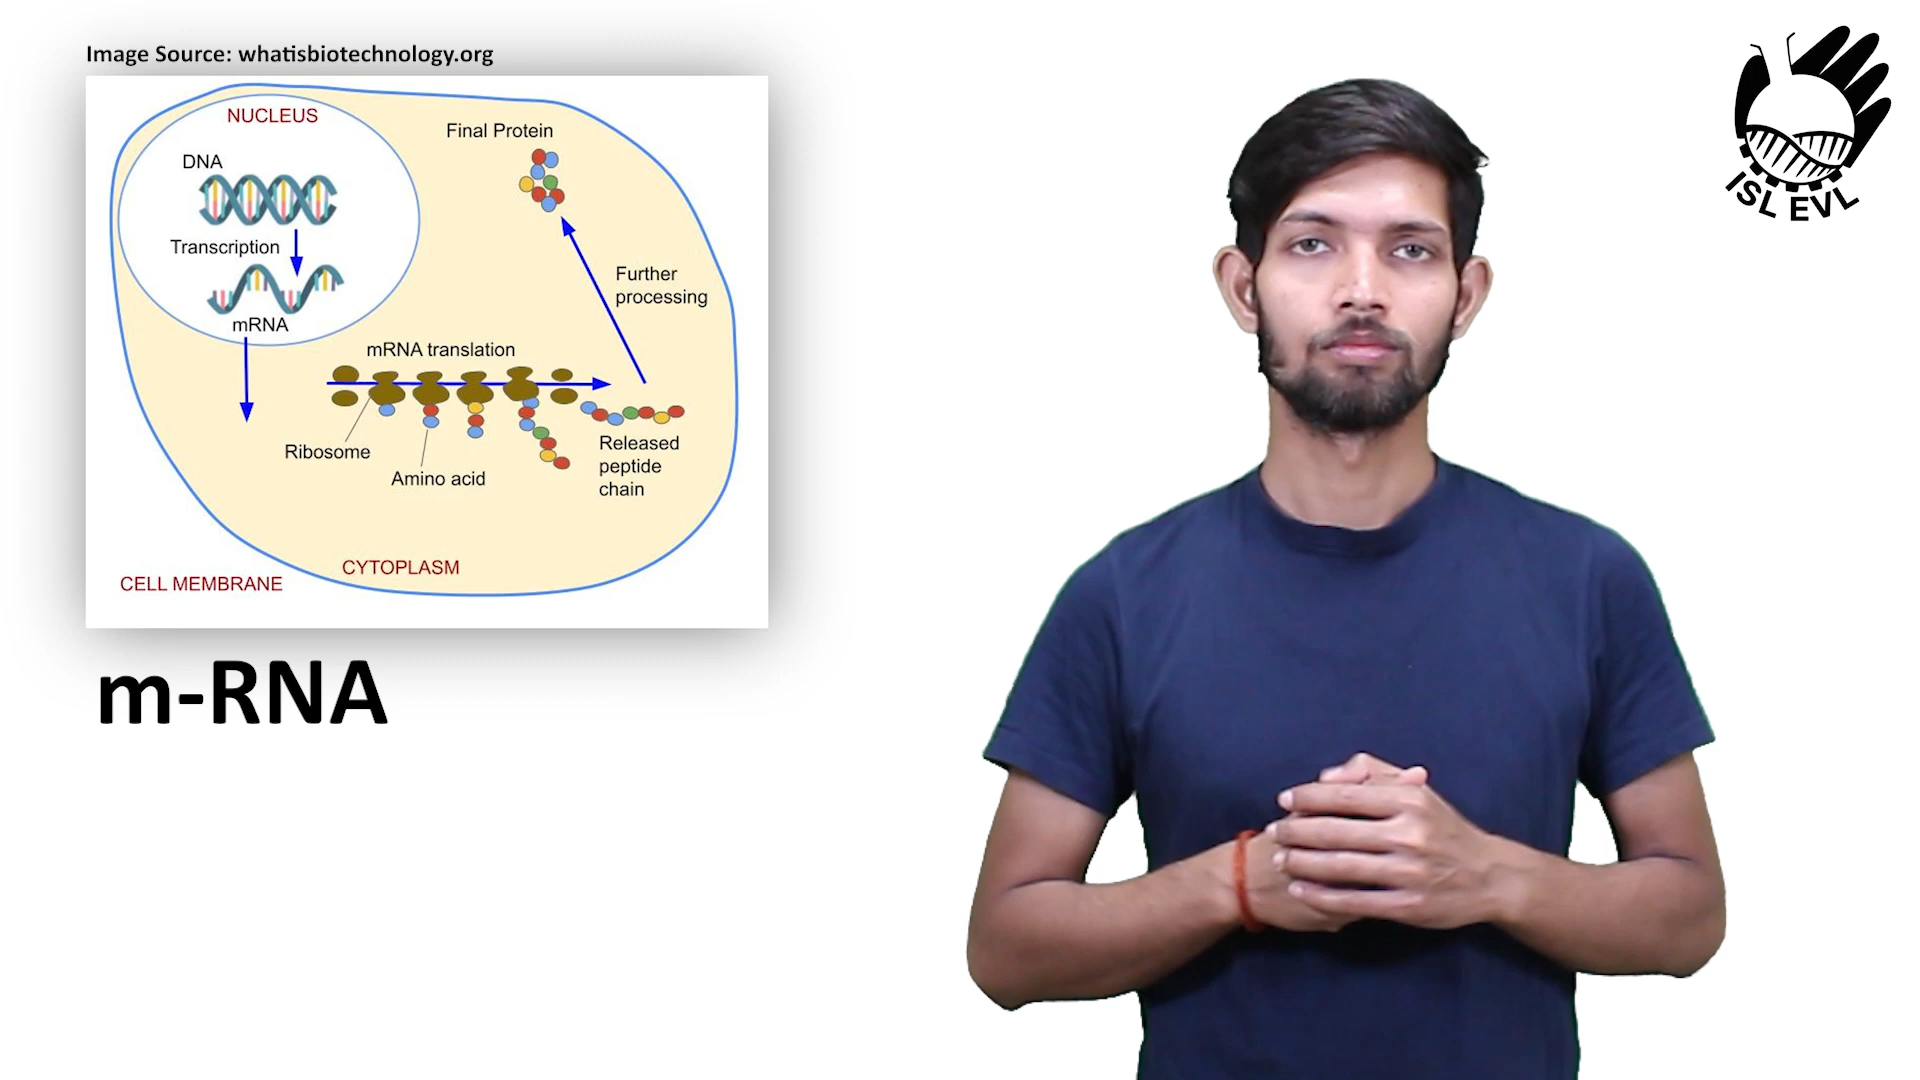 Image Source: whatisbiotechnology.org
NUCLEUS
DNA
Transcription
mRNA
Final Protein
Further
processing
mRNA translation
Ribosome
Amino acid
Released
peptide
chain
CYTOPLASM
CELL MEMBRANE
m-RNA
ISL EVL